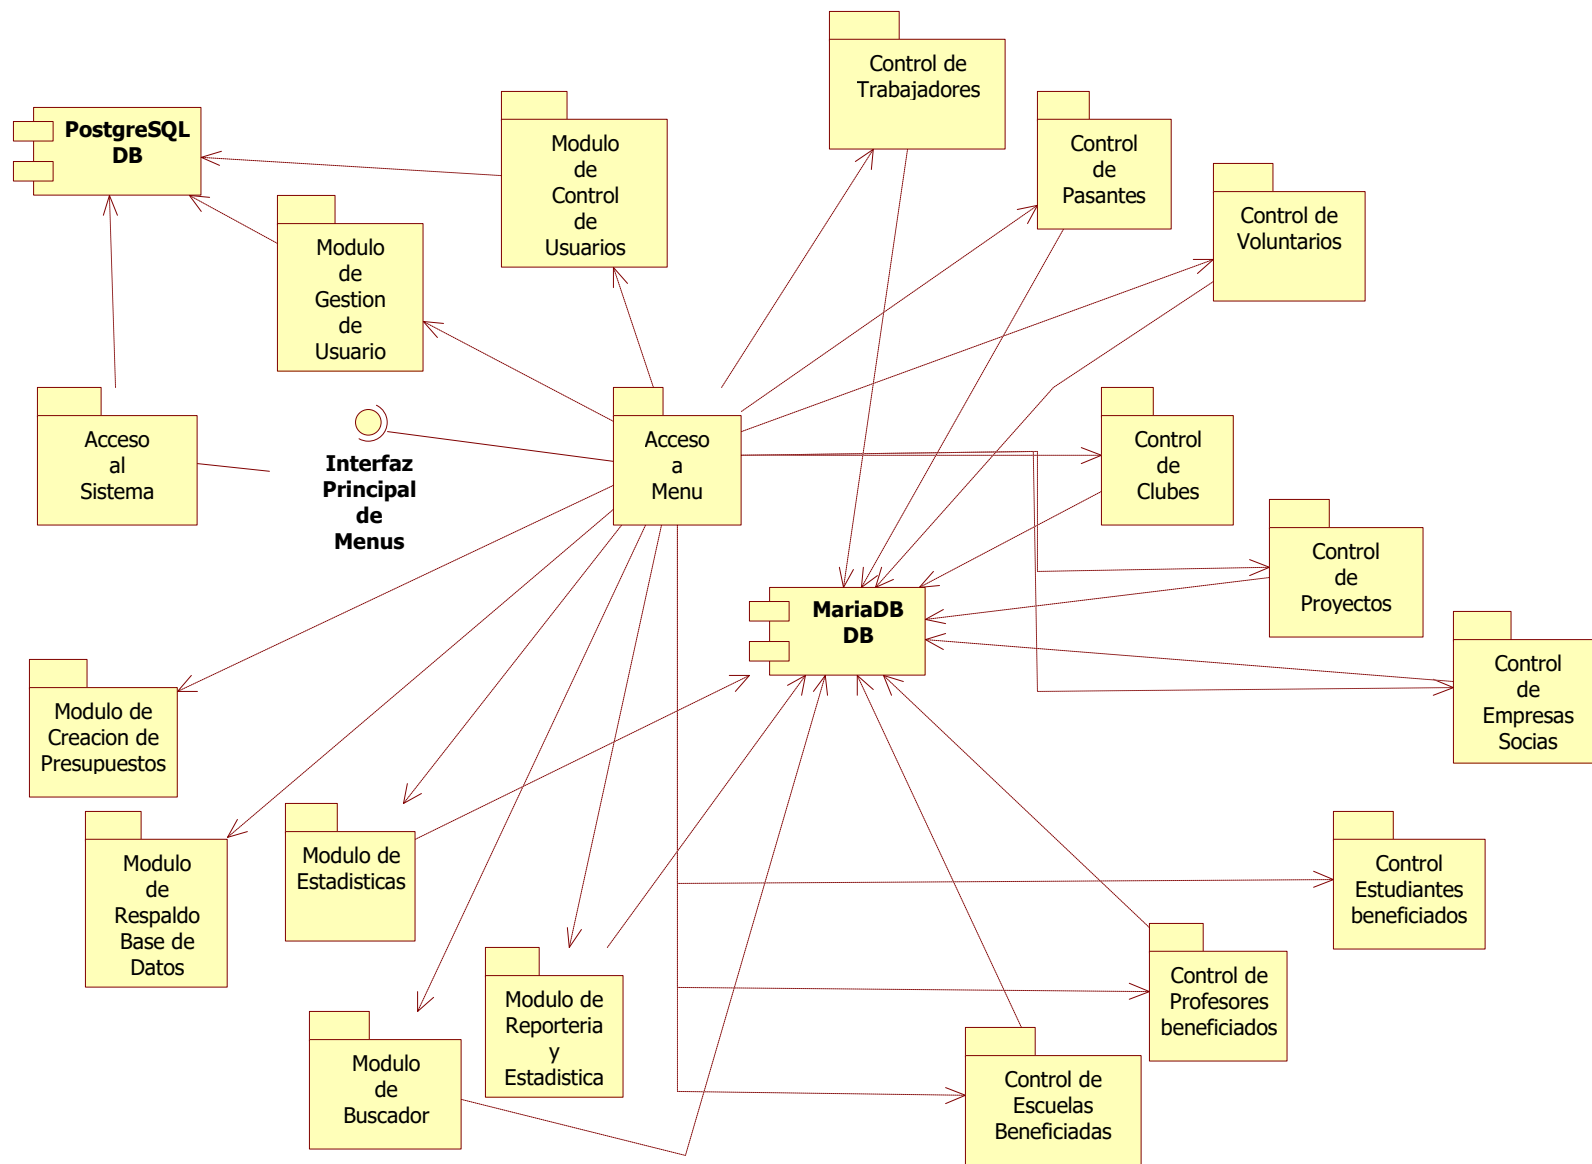 Control de
Trabajadores
PostgreSQL
DB
Modulo
de
Control
de
Usuarios
Control
de
Pasantes
Control de
Voluntarios
Modulo
de
Gestion
de
Usuario
Acceso
al
Sistema
Interfaz
Principal
de
Menus
Acceso
a
Menu
Control
de
Clubes
Control
de
Proyectos
MariaDB
DB
Control
de
Empresas
Socias
Modulo de
Creacion de
Presupuestos
Modulo
de
Respaldo
Base de
Datos
Modulo de
Estadisticas
Control
Estudiantes
beneficiados
Modulo de
Reporteria
y
Estadistica
Control de
Profesores
beneficiados
Modulo
de
Buscador
Control de
Escuelas
Beneficiadas